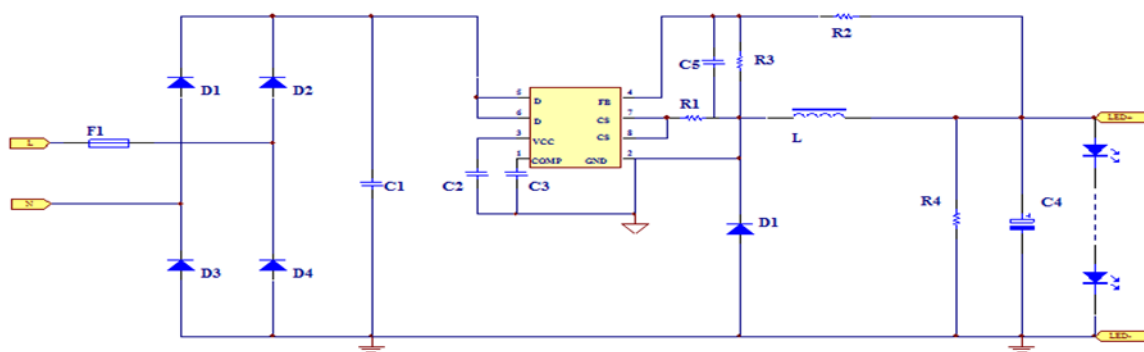 R2
C5
R3
D1
D2
5
D
FB
4
R1
6
D
CS
7
F1
L
3
VCC
CS
8
L
LED+
1
COMP
GND
2
C1
C2
C3
N
R4
C4
D1
D3
D4
LED-